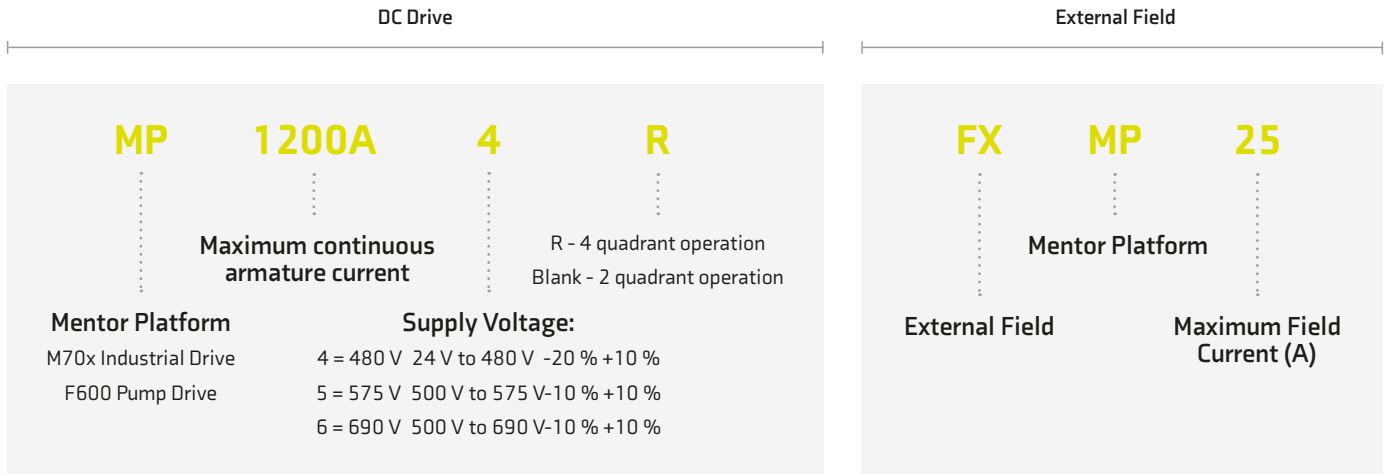 DC Drive
External Field
MP 1200A 4 R
Maximum continuous
armature current
R - 4 quadrant operation
Blank - 2 quadrant operation
Mentor Platform
M70x Industrial Drive
F600 Pump Drive
Supply Voltage:
4 = 480 V 24 V to 480 V -20 % +10 %
5 = 575 V 500 V to 575 V-10 % +10 %
6 = 690 V 500 V to 690 V-10 % +10 %
FX MP 25
Mentor Platform
External Field
Maximum Field
Current (A)